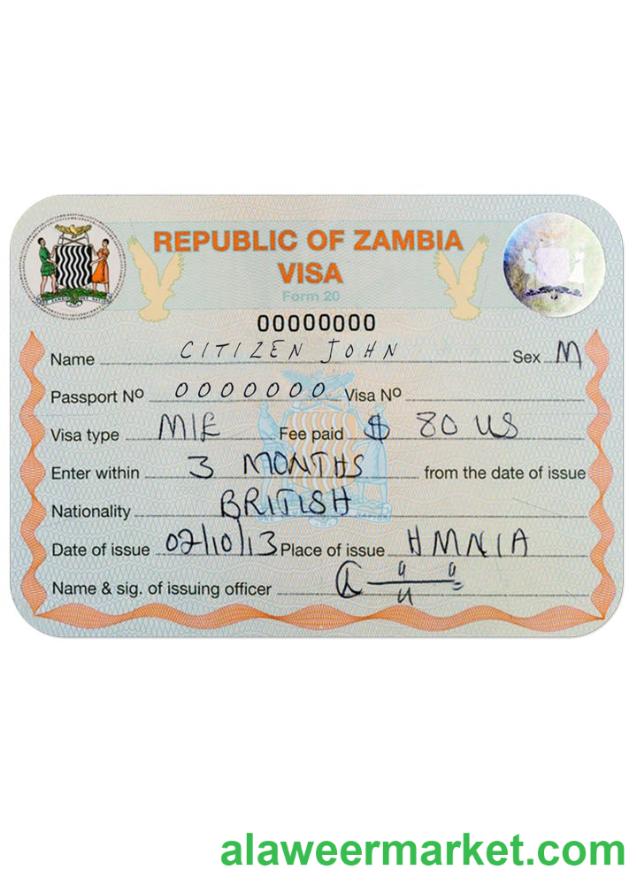 REPUBLIC OF ZAMBIA
VISA
Form 20
00000000
Name CITIZEN JOHN Sex M
Passport Nº 0000000 Visa Nº
Visa type MIE Fee paid $ 80 US
Enter within 3 MONTHS from the date of issue
Nationality BRITISH
Date of issue 02/10/13 Place of issue HMNIA
Name & sig. of issuing officer
alaweermarket.com